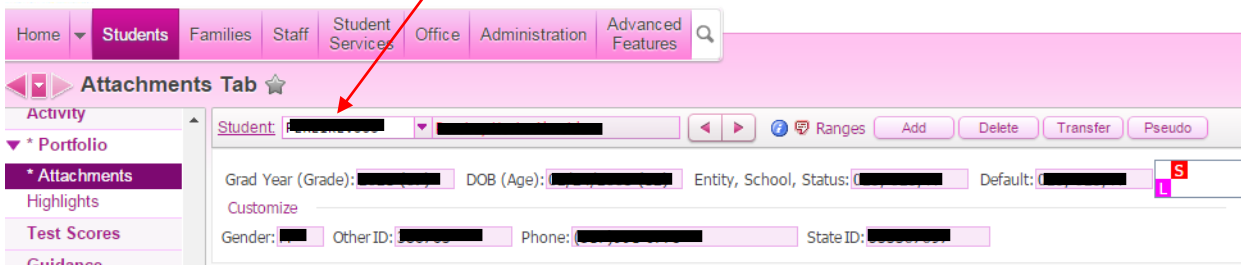 Home Students Families Staff Student Services Office Administration Advanced Features
Attachments Tab
Activity
* Portfolio
* Attachments
Highlights
Test Scores
Guidance
Student: Ranges Add Delete Transfer Pseudo
Grad Year (Grade): DOB (Age): Entity, School, Status: Default: S
L
Customize
Gender: Other ID: Phone: State ID: